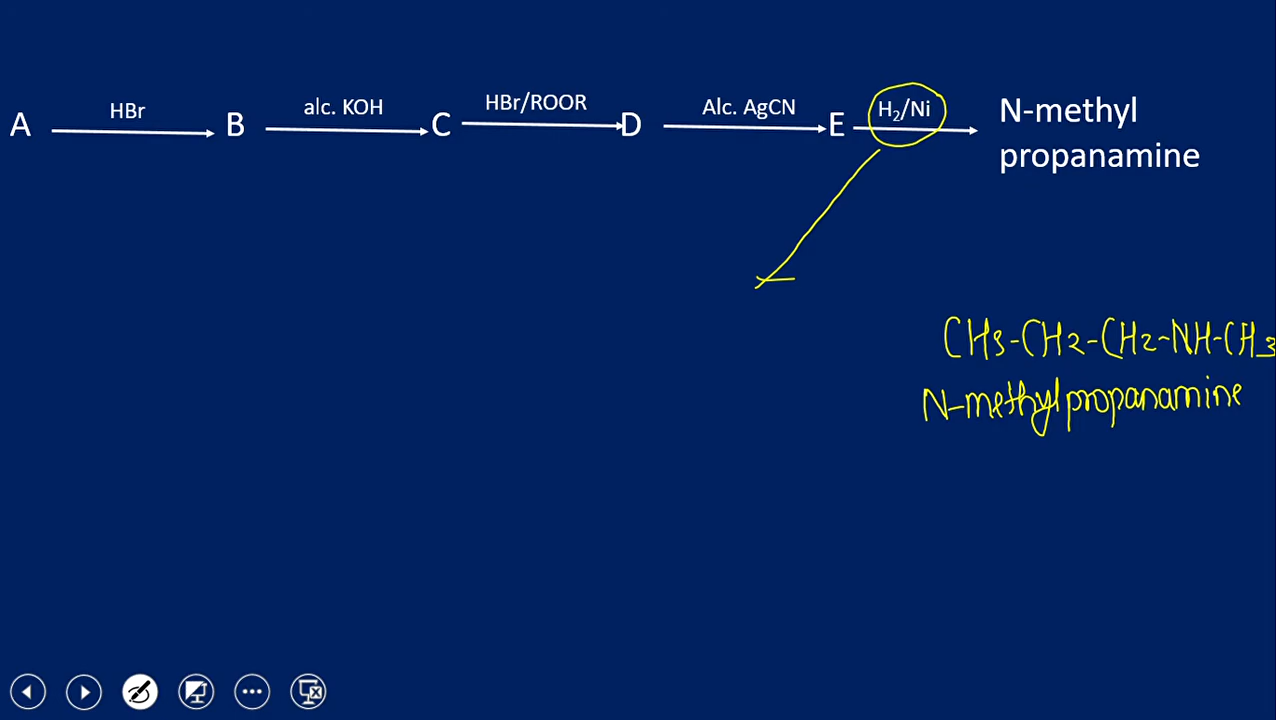 A HBr B alc. KOH C HBr/ROOR D Alc. AgCN E H₂/Ni N-methyl
propanamine
CH3-CH2-CH2-NH-CH3
N-methylpropanamine